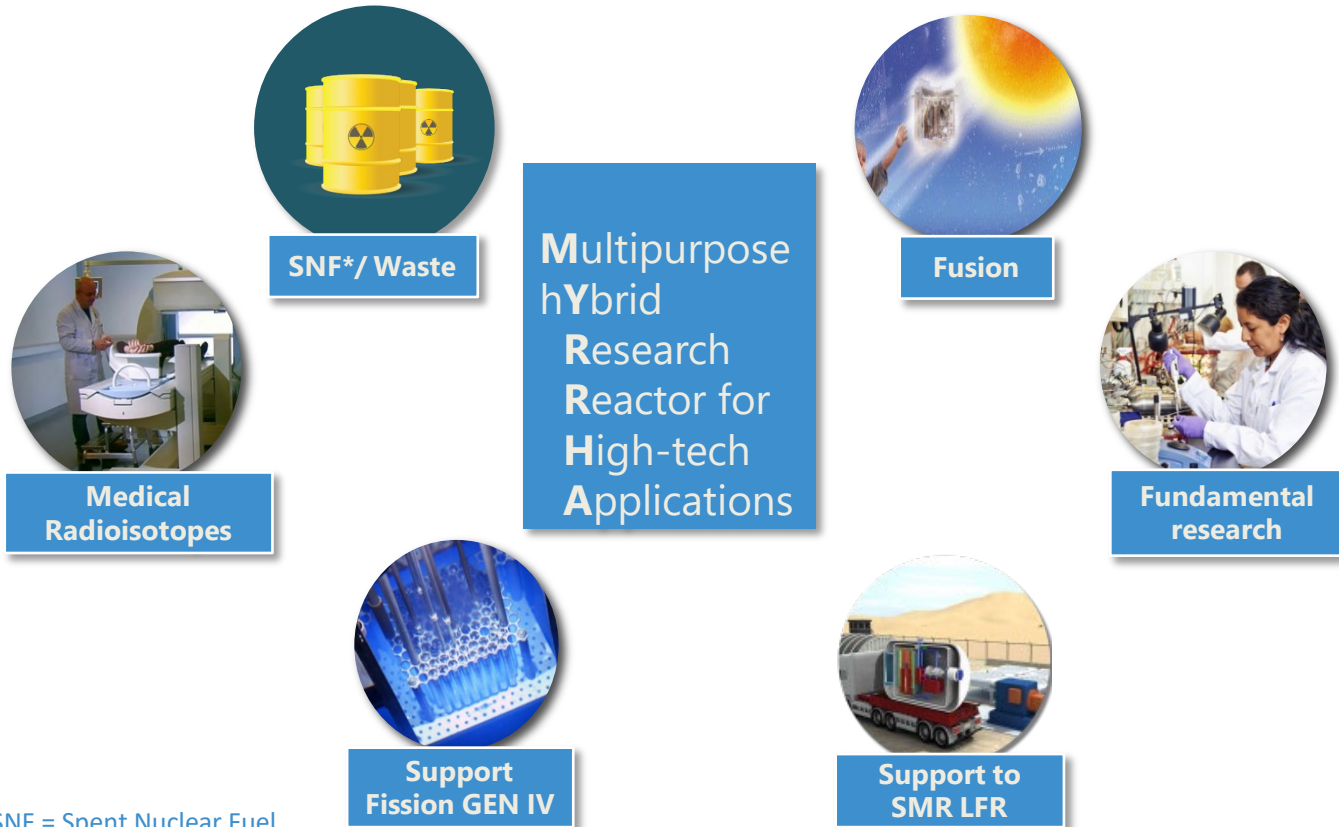 SNF*/ Waste
Multipurpose
hYbrid
Research
Reactor for
High-tech
Applications
Fusion
Medical
Radioisotopes
Fundamental
research
Support
Fission GEN IV
Support to
SMR LFR
SNF = Spent Nuclear Fuel